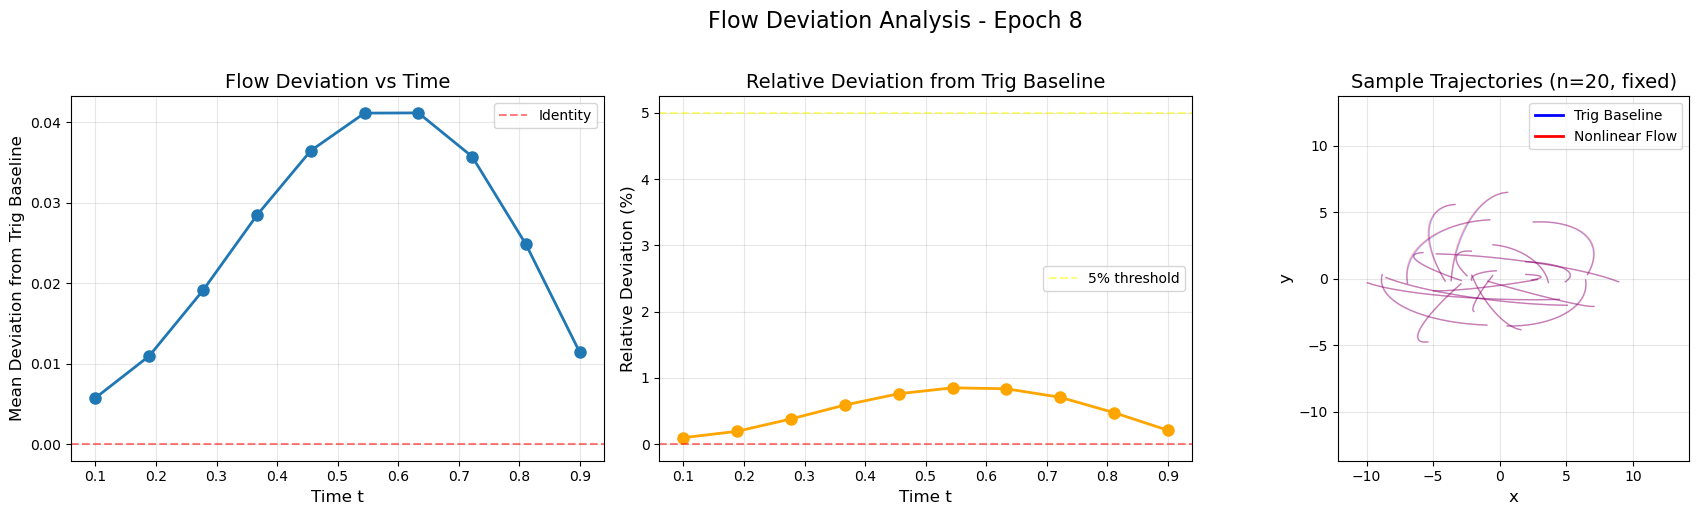 Flow Deviation Analysis - Epoch 8
Flow Deviation vs Time
Mean Deviation from Trig Baseline
0.04
0.03
0.02
0.01
0.00
Identity
0.1 0.2 0.3 0.4 0.5 0.6 0.7 0.8 0.9
Time t
Relative Deviation from Trig Baseline
Relative Deviation (%)
5
4
3
2
1
0
5% threshold
0.1 0.2 0.3 0.4 0.5 0.6 0.7 0.8 0.9
Time t
Sample Trajectories (n=20, fixed)
y
10
5
0
−5
−10
Trig Baseline
Nonlinear Flow
−10 −5 0 5 10
x